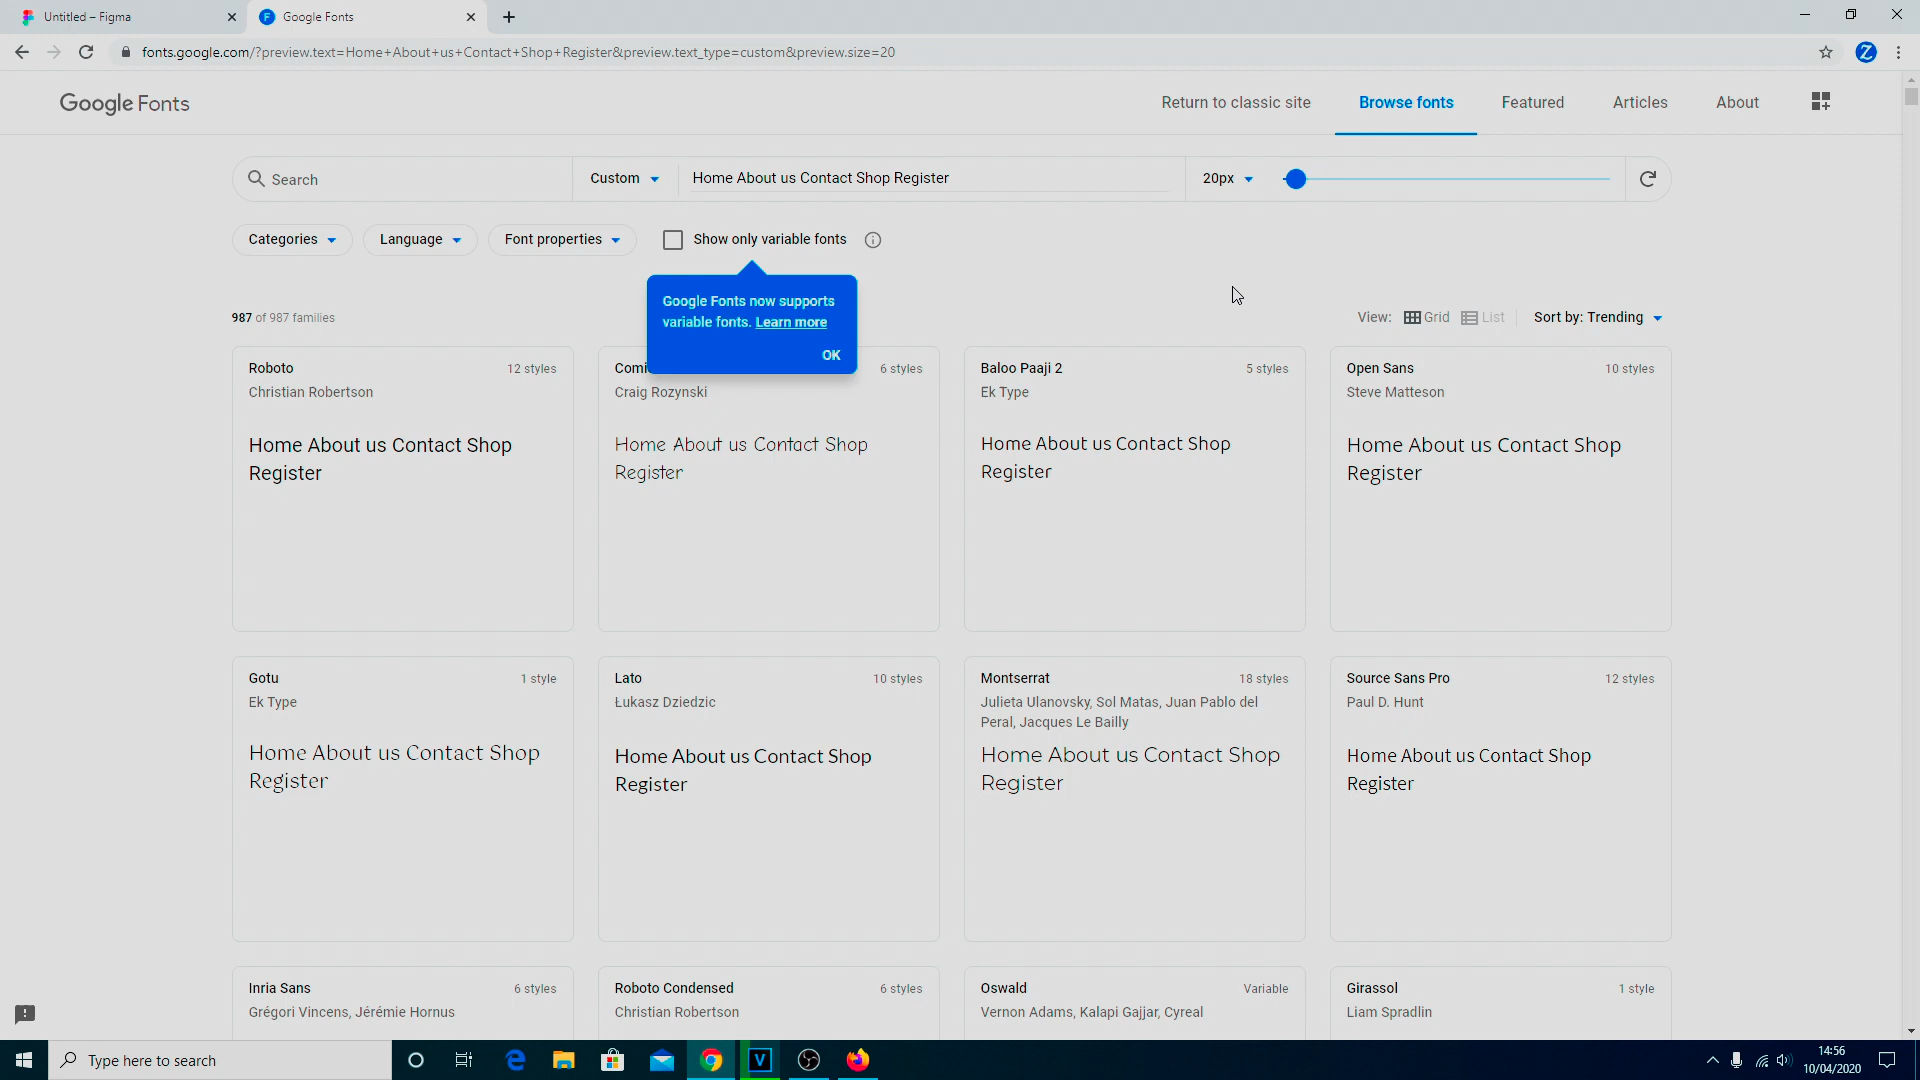 Untitled – Figma
Google Fonts
fonts.google.com/?preview.text=Home+About+us+Contact+Shop+Register&preview.text_type=custom&preview.size=20
Google Fonts
Return to classic site
Browse fonts
Featured
Articles
About
Search
Custom
Home About us Contact Shop Register
20px
Categories
Language
Font properties
Show only variable fonts
Google Fonts now supports
variable fonts. Learn more
OK
987 of 987 families
View:
Grid
List
Sort by: Trending
Roboto
12 styles
Christian Robertson
Home About us Contact Shop
Register
Comi
6 styles
Craig Rozynski
Home About us Contact Shop
Register
Baloo Paaji 2
5 styles
Ek Type
Home About us Contact Shop
Register
Open Sans
10 styles
Steve Matteson
Home About us Contact Shop
Register
Gotu
1 style
Ek Type
Home About us Contact Shop
Register
Lato
10 styles
Łukasz Dziedzic
Home About us Contact Shop
Register
Montserrat
18 styles
Julieta Ulanovsky, Sol Matas, Juan Pablo del
Peral, Jacques Le Bailly
Home About us Contact Shop
Register
Source Sans Pro
12 styles
Paul D. Hunt
Home About us Contact Shop
Register
Inria Sans
6 styles
Grégori Vincens, Jérémie Hornus
Roboto Condensed
6 styles
Christian Robertson
Oswald
Variable
Vernon Adams, Kalapi Gajjar, Cyreal
Girassol
1 style
Liam Spradlin
Type here to search
14:56
10/04/2020